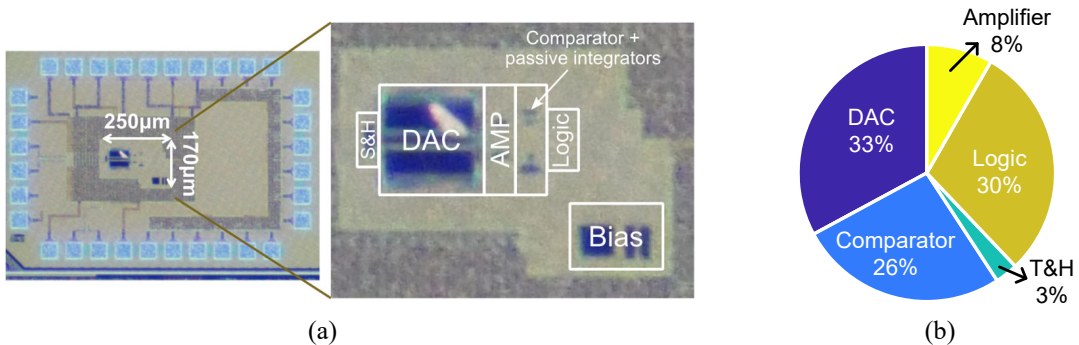 250µm
170µm
Comparator +
passive integrators
S&H
DAC
AMP
Logic
Bias
(a)
Amplifier
8%
DAC
33%
Logic
30%
Comparator
26%
T&H
3%
(b)